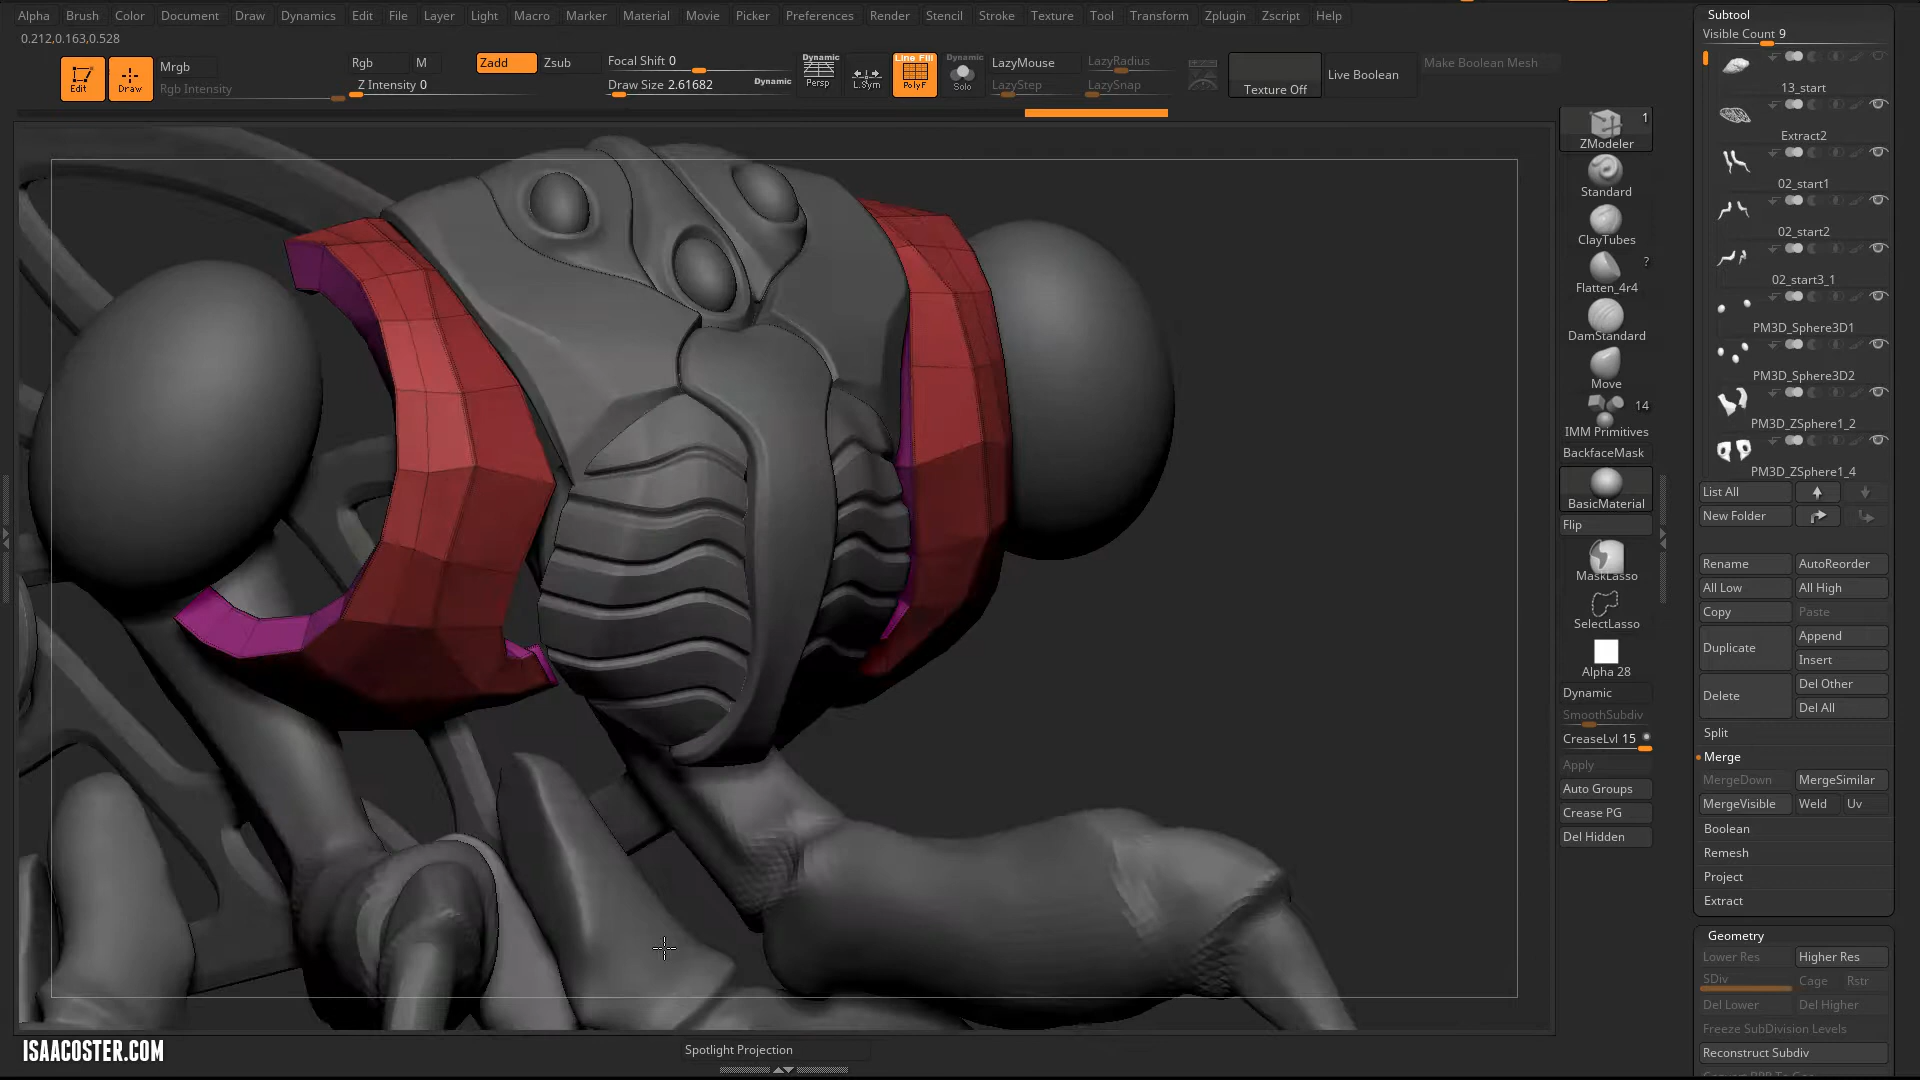 Alpha Brush Color Document Draw Dynamics Edit File Layer Light Macro Marker Material Movie Picker Preferences Render Stencil Stroke Texture Tool Transform Zplugin Zscript Help
0.212,0.163,0.528
Edit
Draw
Mrgb
Rgb Intensity
Rgb M
Z Intensity 0
Zadd Zsub
Focal Shift 0
Draw Size 2.61682 Dynamic
Dynamic
Persp
L.Sym
Line Fill
PolyF
Dynamic
Solo
LazyMouse
LazyStep
LazyRadius
LazySnap
Texture Off
Live Boolean
Make Boolean Mesh
1
ZModeler
Standard
ClayTubes
?
Flatten_4r4
DamStandard
Move
14
IMM Primitives
BackfaceMask
BasicMaterial
Flip
MaskLasso
SelectLasso
Alpha 28
Dynamic
SmoothSubdiv
CreaseLvl 15
Apply
Auto Groups
Crease PG
Del Hidden
Subtool
Visible Count 9
13_start
Extract2
02_start1
02_start2
02_start3_1
PM3D_Sphere3D1
PM3D_Sphere3D2
PM3D_ZSphere1_2
PM3D_ZSphere1_4
List All
New Folder
Rename AutoReorder
All Low All High
Copy Paste
Duplicate Append
Insert
Delete Del Other
Del All
Split
Merge
MergeDown MergeSimilar
MergeVisible Weld Uv
Boolean
Remesh
Project
Extract
Geometry
Lower Res Higher Res
SDiv Cage Rstr
Del Lower Del Higher
Freeze SubDivision Levels
Reconstruct Subdiv
ISAACOSTER.COM
Spotlight Projection